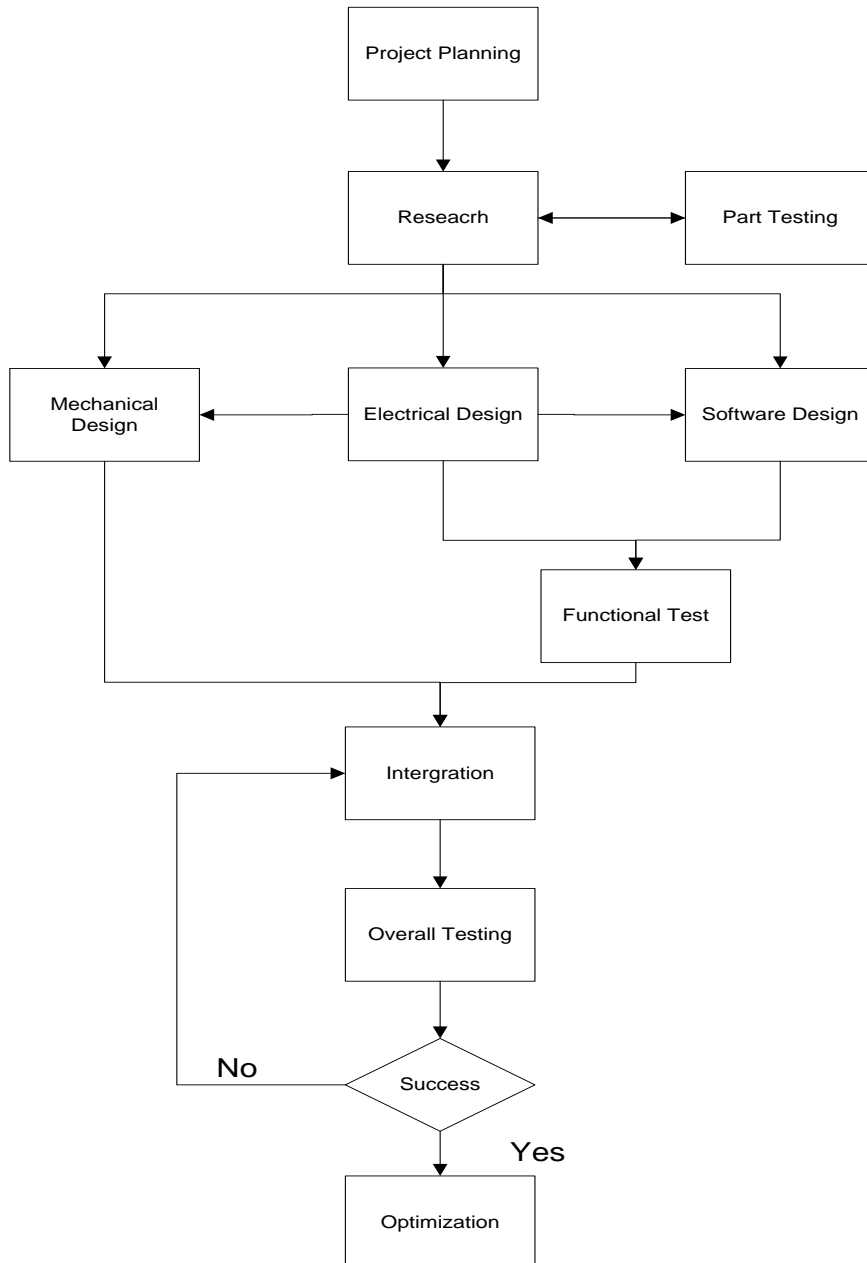 Project Planning
Reseacrh
Part Testing
Mechanical
Design
Electrical Design
Software Design
Functional Test
Intergration
Overall Testing
No
Success
Yes
Optimization